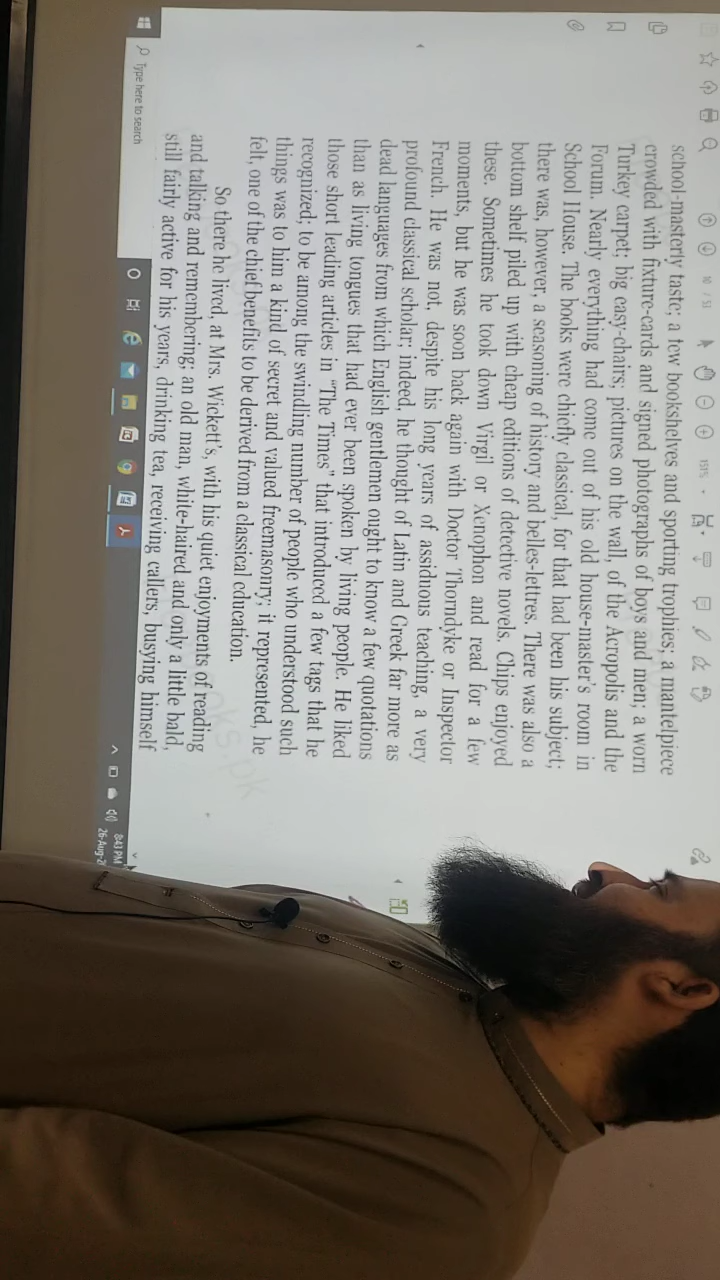 10 / 51
151%
school-masterly taste; a few bookshelves and sporting trophies; a mantelpiece
crowded with fixture-cards and signed photographs of boys and men; a worn
Turkey carpet; big easy-chairs; pictures on the wall, of the Acropolis and the
Forum. Nearly everything had come out of his old house-master's room in
School House. The books were chiefly classical, for that had been his subject;
there was, however, a seasoning of history and belles-lettres. There was also a
bottom shelf piled up with cheap editions of detective novels. Chips enjoyed
these. Sometimes he took down Virgil or Xenophon and read for a few
moments, but he was soon back again with Doctor Thorndyke or Inspector
French. He was not, despite his long years of assiduous teaching, a very
profound classical scholar; indeed, he thought of Latin and Greek far more as
dead languages from which English gentlemen ought to know a few quotations
than as living tongues that had ever been spoken by living people. He liked
those short leading articles in "The Times" that introduced a few tags that he
recognized; to be among the swindling number of people who understood such
things was to him a kind of secret and valued freemasonry; it represented, he
felt, one of the chief benefits to be derived from a classical education.
So there he lived, at Mrs. Wickett's, with his quiet enjoyments of reading
and talking and remembering; an old man, white-haired and only a little bald,
still fairly active for his years, drinking tea, receiving callers, busying himself
Type here to search
8:43 PM